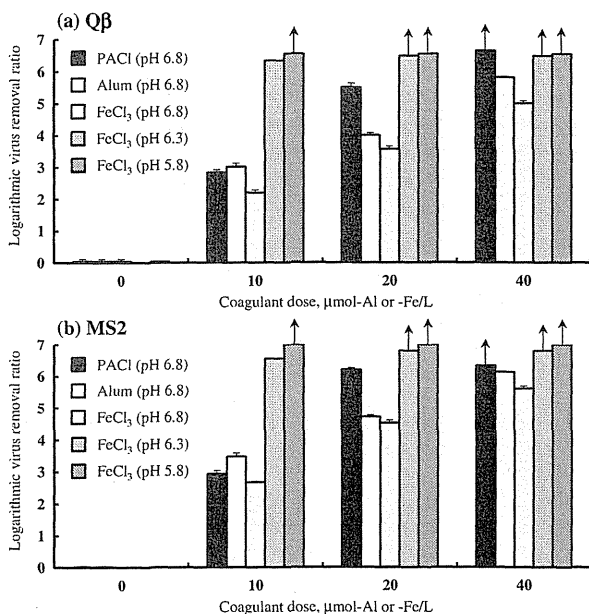 (a) Qβ
Logarithmic virus removal ratio
7
6
5
4
3
2
1
0
PACl (pH 6.8)
Alum (pH 6.8)
FeCl₃ (pH 6.8)
FeCl₃ (pH 6.3)
FeCl₃ (pH 5.8)
0 10 20 40
Coagulant dose, μmol-Al or -Fe/L
(b) MS2
Logarithmic virus removal ratio
7
6
5
4
3
2
1
0
PACl (pH 6.8)
Alum (pH 6.8)
FeCl₃ (pH 6.8)
FeCl₃ (pH 6.3)
FeCl₃ (pH 5.8)
0 10 20 40
Coagulant dose, μmol-Al or -Fe/L